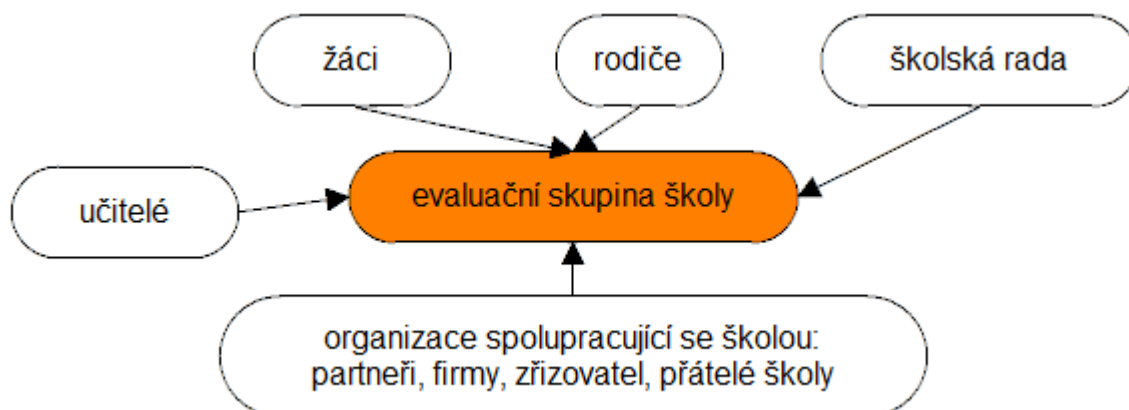 žáci
rodiče
školská rada
učitelé
evaluační skupina školy
organizace spolupracující se školou:
partneři, firmy, zřizovatel, přátelé školy